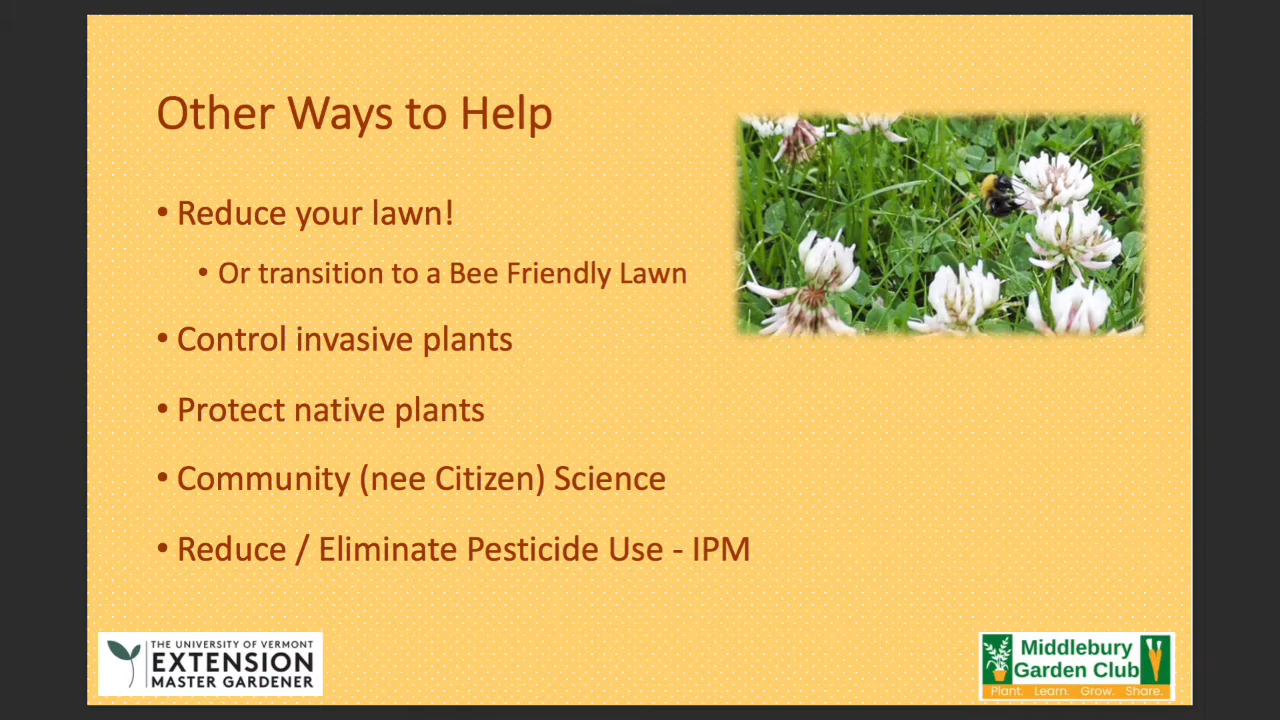 Other Ways to Help
• Reduce your lawn!
• Or transition to a Bee Friendly Lawn
• Control invasive plants
• Protect native plants
• Community (nee Citizen) Science
• Reduce / Eliminate Pesticide Use - IPM
THE UNIVERSITY OF VERMONT
EXTENSION
MASTER GARDENER
Middlebury
Garden Club
Plant. Learn. Grow. Share.